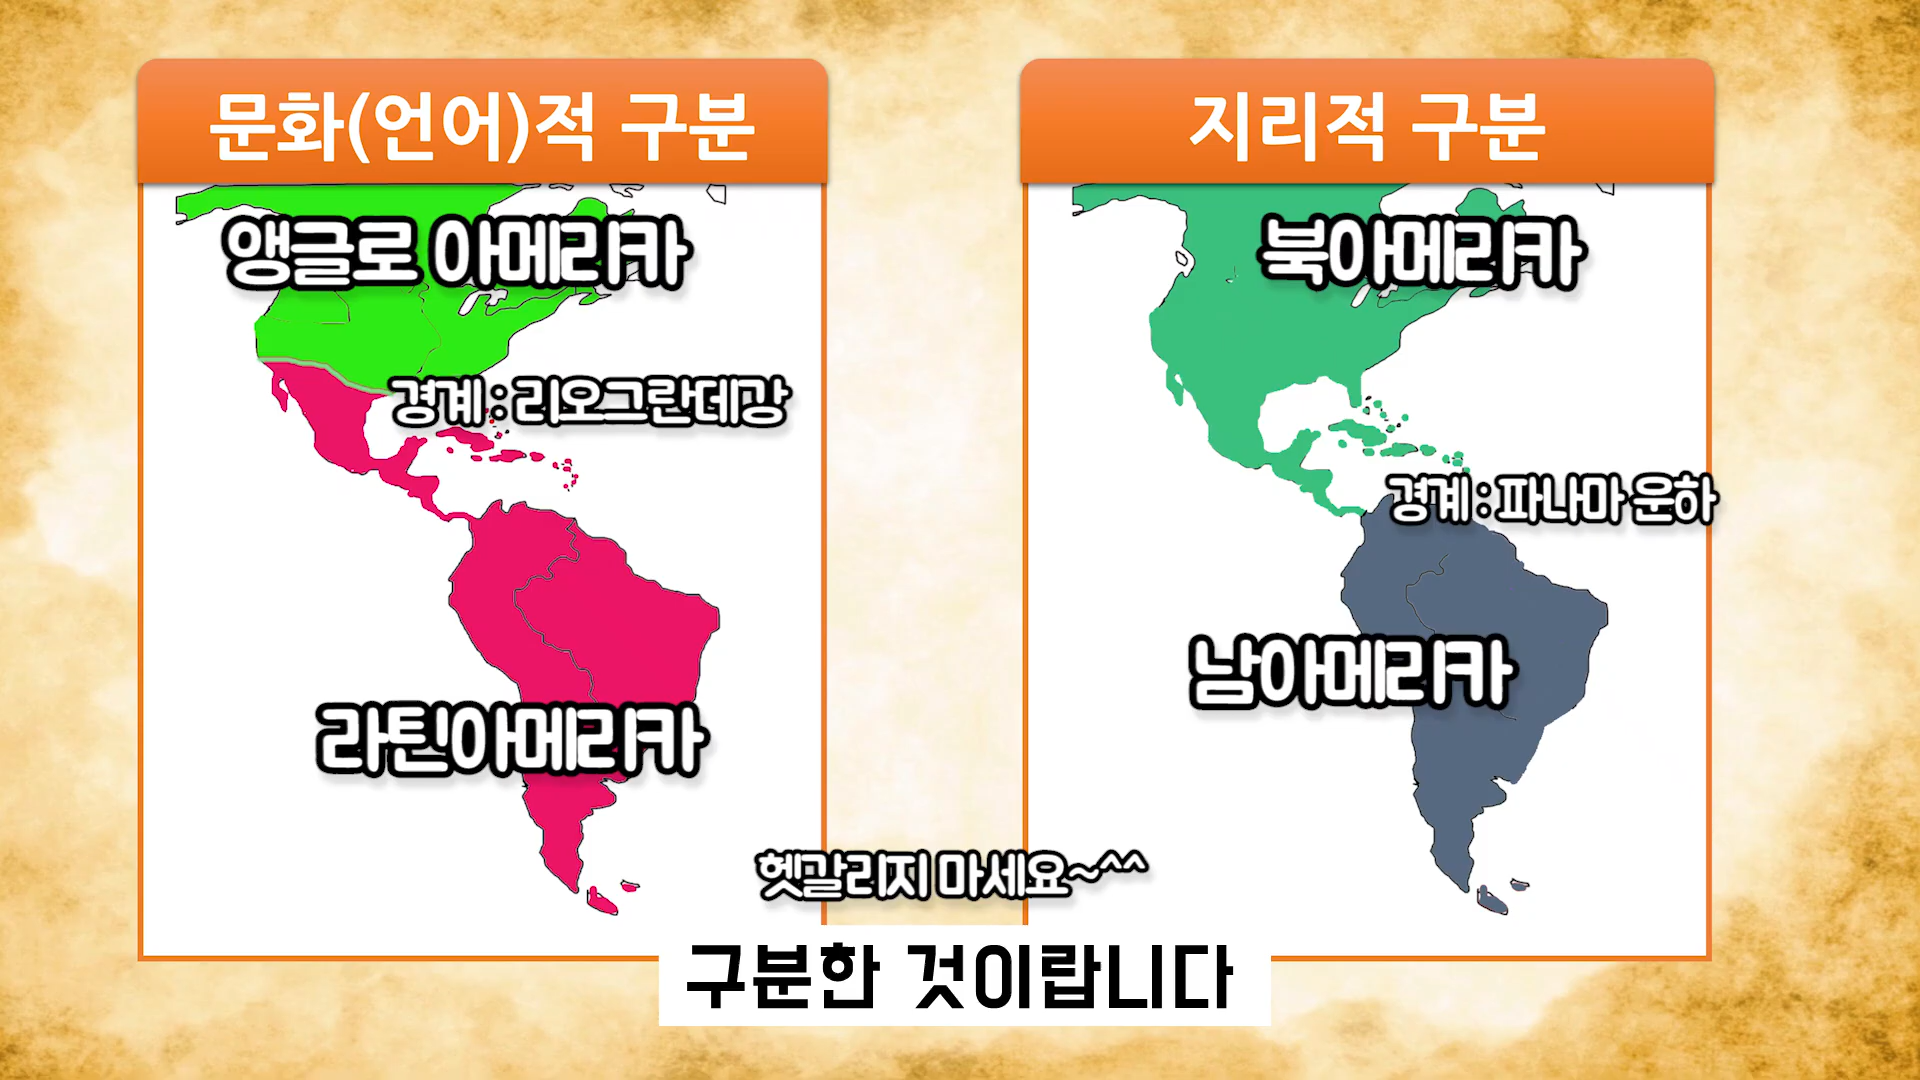 문화(언어)적 구분
앵글로 아메리카
경계 : 리오그란데강
라틴아메리카
지리적 구분
북아메리카
경계 : 파나마 운하
남아메리카
헷갈리지 마세요~^^
구분한 것이랍니다